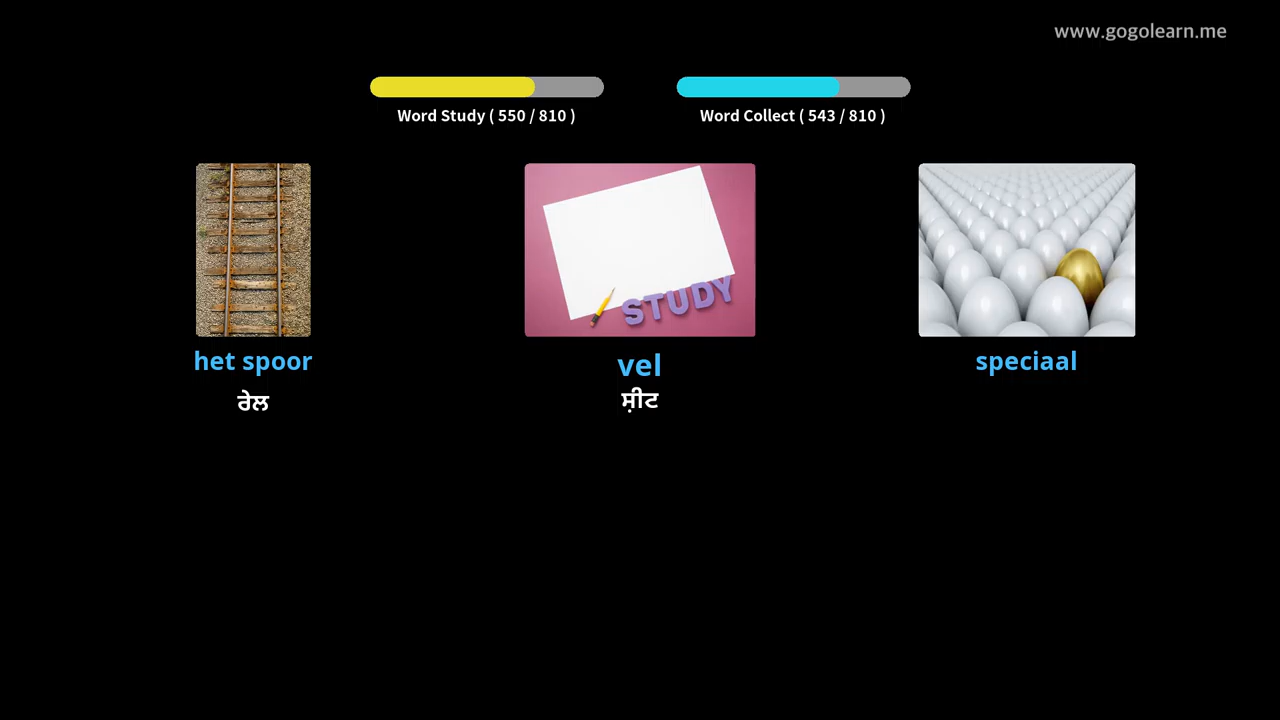 www.gogolearn.me
Word Study ( 550 / 810 )
Word Collect ( 543 / 810 )
STUDY
het spoor
vel
speciaal
ਰੇਲ
ਸ਼ੀਟ